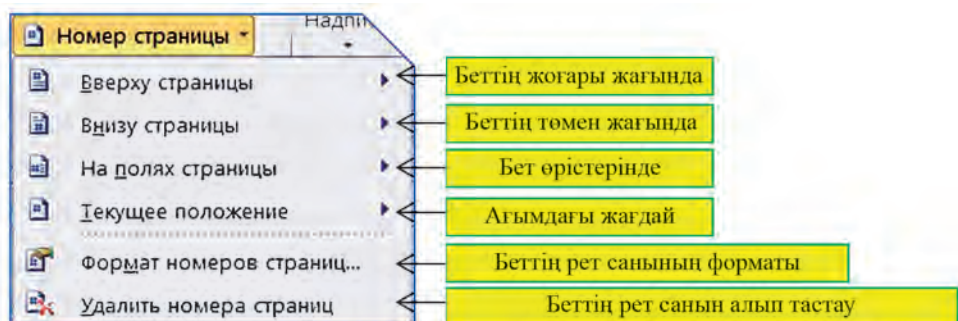 Номер страницы
Вверху страницы
Беттің жоғары жағында
Внизу страницы
Беттің төмен жағында
На полях страницы
Бет өрістерінде
Текущее положение
Ағымдағы жағдай
Формат номеров страниц...
Беттің рет санының форматы
Удалить номера страниц
Беттің рет санын алып тастау